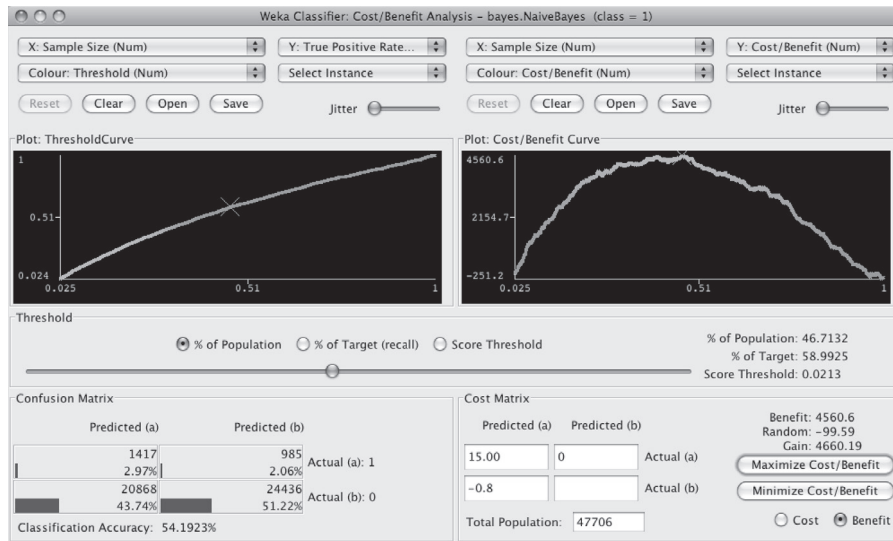 Weka Classifier: Cost/Benefit Analysis – bayes.NaiveBayes (class = 1)
X: Sample Size (Num)
Y: True Positive Rate...
X: Sample Size (Num)
Y: Cost/Benefit (Num)
Colour: Threshold (Num)
Select Instance
Colour: Cost/Benefit (Num)
Select Instance
Reset
Clear
Open
Save
Jitter
Reset
Clear
Open
Save
Jitter
Plot: ThresholdCurve
1
0.51
0.024
0.025
0.51
1
Plot: Cost/Benefit Curve
4560.6
2154.7
-251.2
0.025
0.51
1
Threshold
% of Population
% of Target (recall)
Score Threshold
% of Population: 46.7132
% of Target: 58.9925
Score Threshold: 0.0213
Confusion Matrix
Predicted (a) Predicted (b)
1417 985
2.97% 2.06% Actual (a): 1
20868 24436
43.74% 51.22% Actual (b): 0
Classification Accuracy: 54.1923%
Cost Matrix
Predicted (a) Predicted (b)
15.00 0 Actual (a)
-0.8 Actual (b)
Total Population: 47706
Benefit: 4560.6
Random: -99.59
Gain: 4660.19
Maximize Cost/Benefit
Minimize Cost/Benefit
Cost Benefit